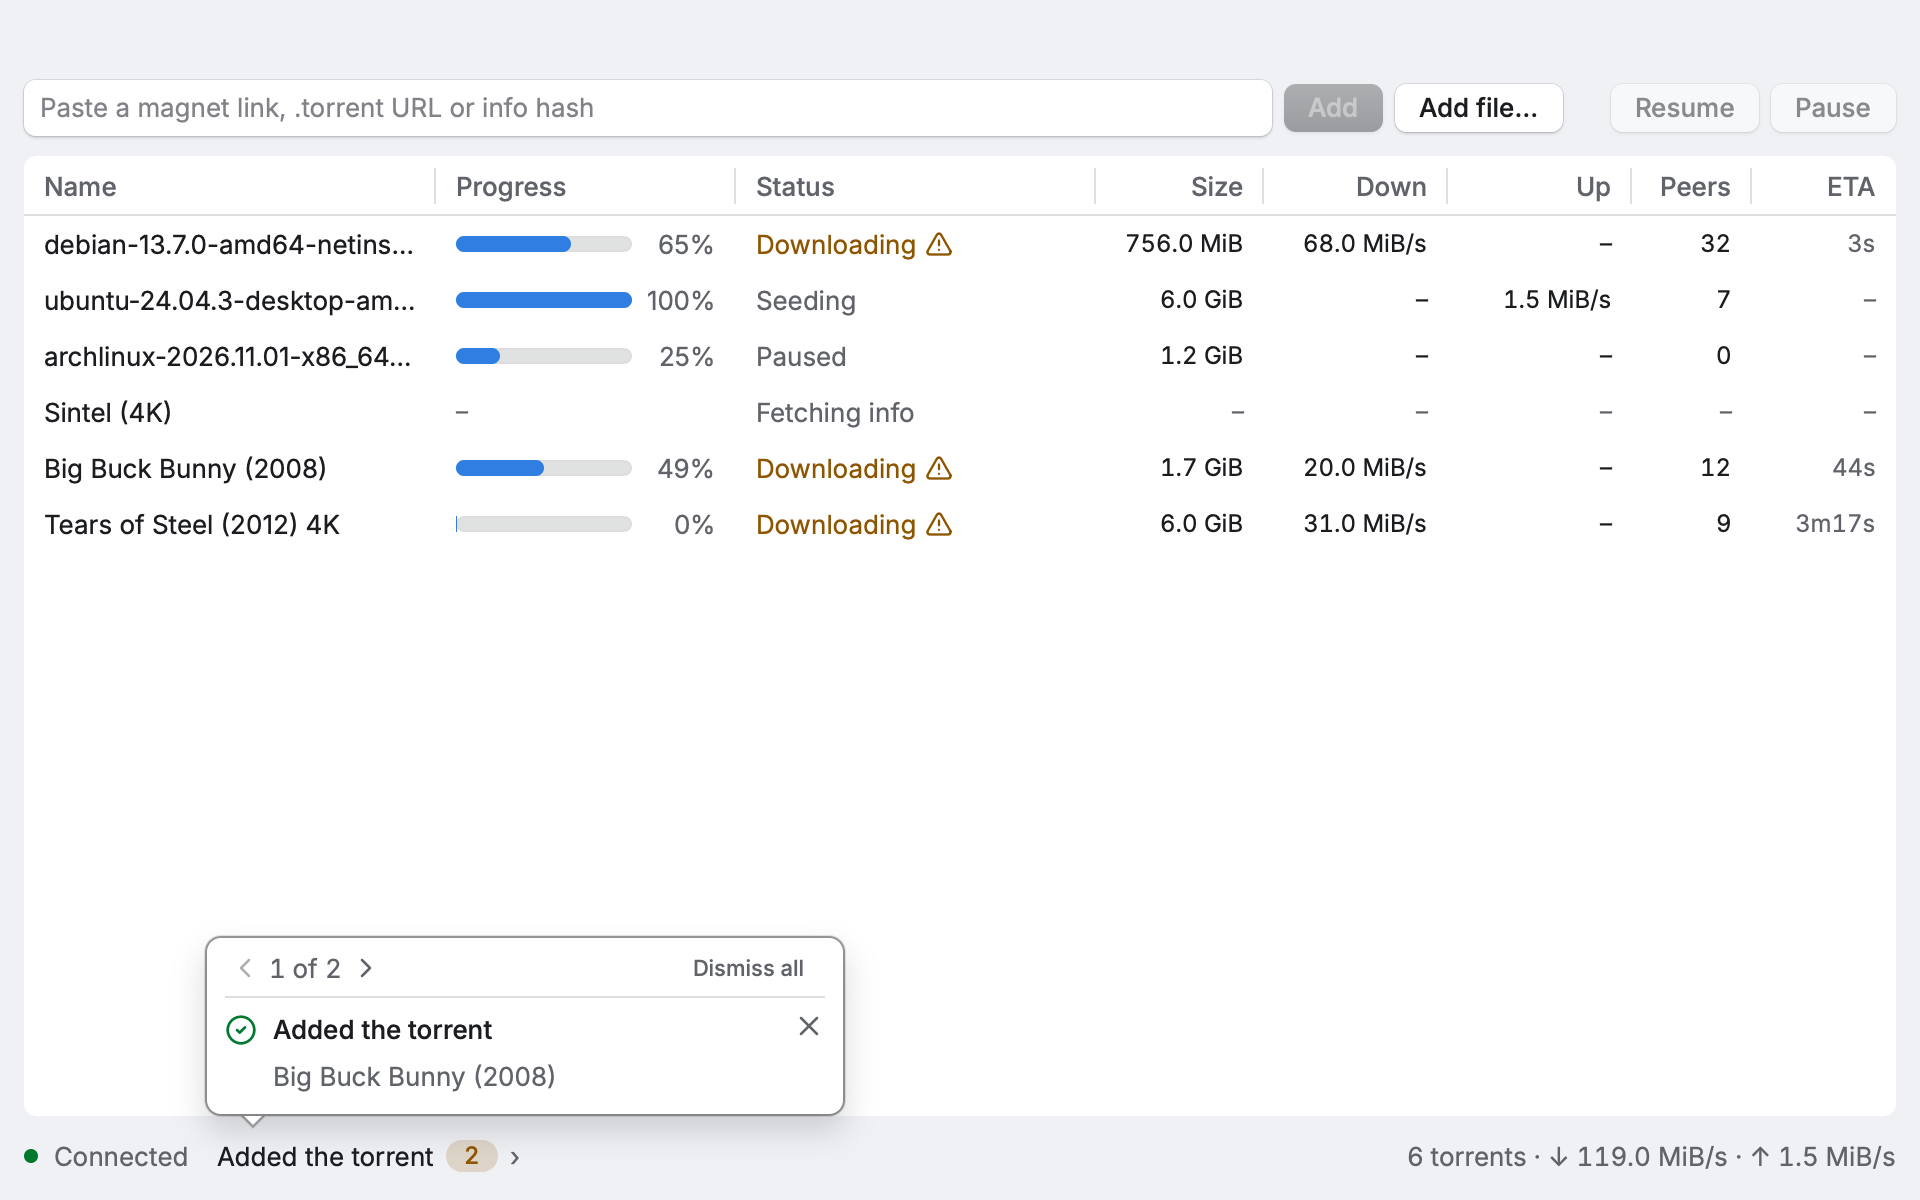 Paste a magnet link, .torrent URL or info hash Add Add file... Resume Pause
Name Progress Status Size Down Up Peers ETA
debian-13.7.0-amd64-netins... 65% Downloading 756.0 MiB 68.0 MiB/s – 32 3s
ubuntu-24.04.3-desktop-am... 100% Seeding 6.0 GiB – 1.5 MiB/s 7 –
archlinux-2026.11.01-x86_64... 25% Paused 1.2 GiB – – 0 –
Sintel (4K) – Fetching info – – – – –
Big Buck Bunny (2008) 49% Downloading 1.7 GiB 20.0 MiB/s – 12 44s
Tears of Steel (2012) 4K 0% Downloading 6.0 GiB 31.0 MiB/s – 9 3m17s
1 of 2 Dismiss all
Added the torrent
Big Buck Bunny (2008)
Connected Added the torrent 2 › 6 torrents · ↓ 119.0 MiB/s · ↑ 1.5 MiB/s